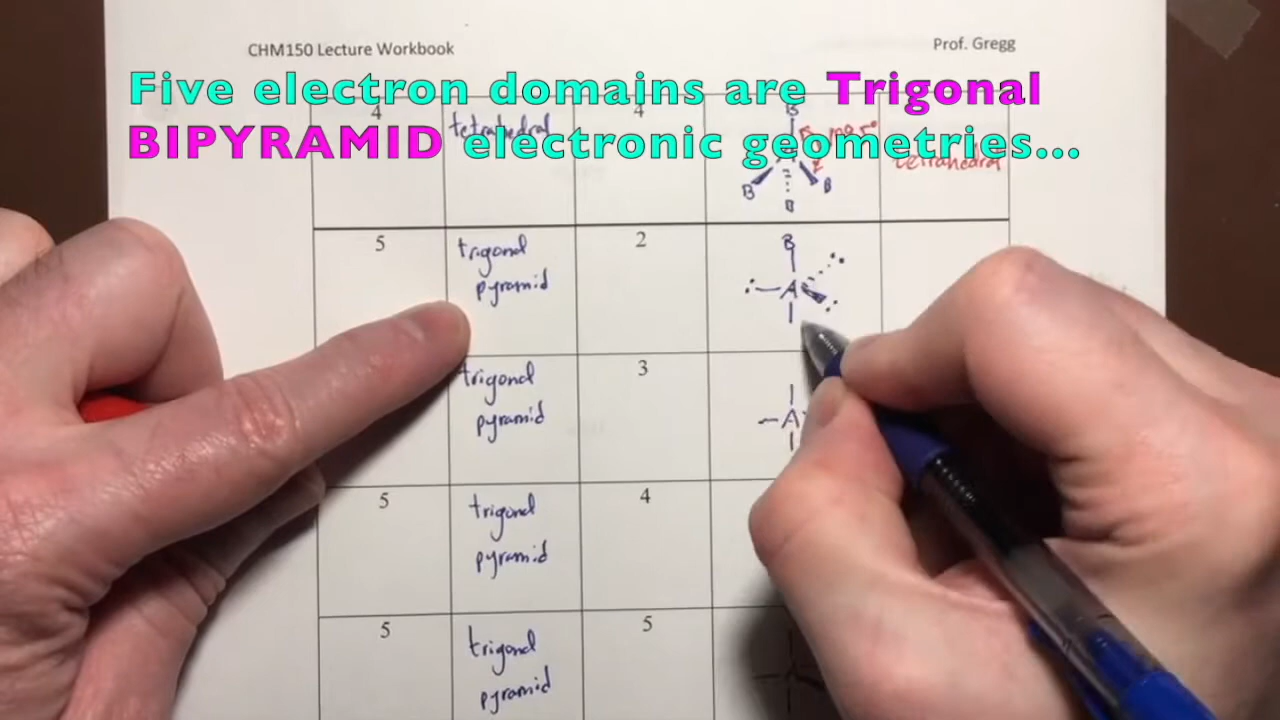 CHM150 Lecture Workbook
Prof. Gregg
Five electron domains are Trigonal
BIPYRAMID electronic geometries...
4
tetrahedral
4
B
B
B
B
tetrahedral
5
trigonal
pyramid
2
B
A
trigonal
pyramid
3
A
5
trigonal
pyramid
4
5
trigonal
pyramid
5